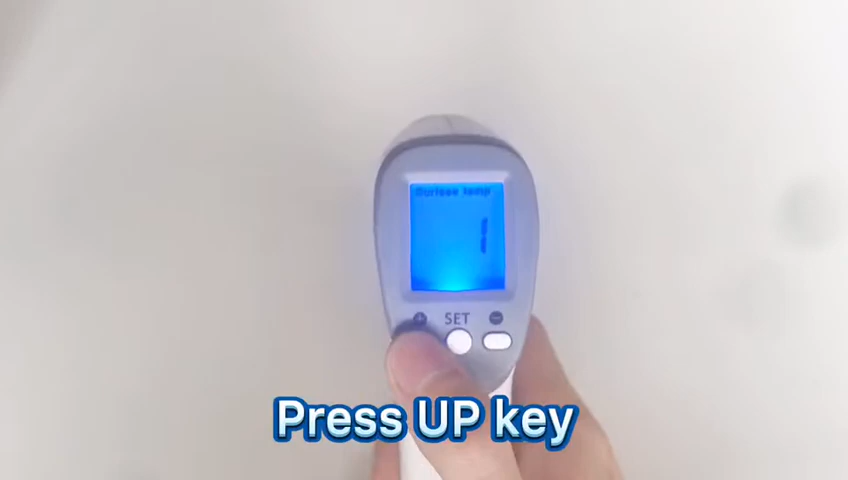 Surface temp
1
+ SET −
Press UP key